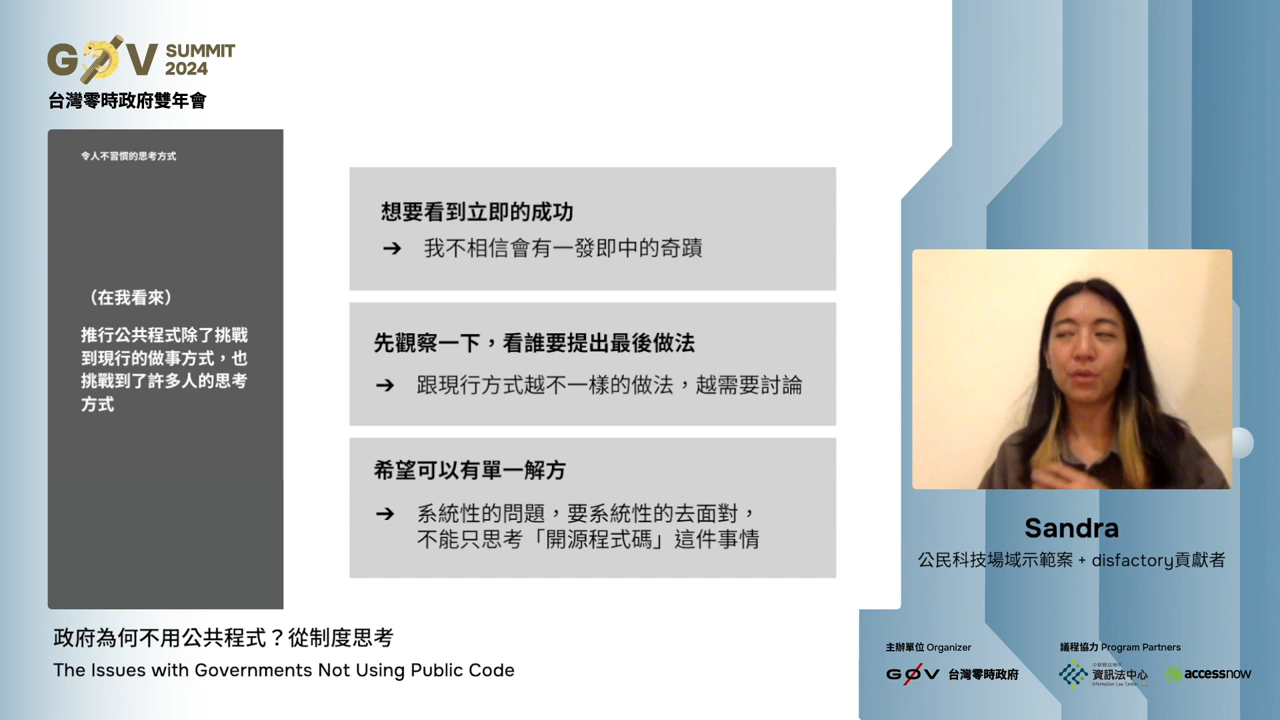 G0V SUMMIT 2024
台灣零時政府雙年會
令人不習慣的思考方式
（在我看來）
推行公共程式除了挑戰
到現行的做事方式，也
挑戰到了許多人的思考
方式
想要看到立即的成功
➔ 我不相信會有一發即中的奇蹟
先觀察一下，看誰要提出最後做法
➔ 跟現行方式越不一樣的做法，越需要討論
希望可以有單一解方
➔ 系統性的問題，要系統性的去面對，
不能只思考「開源程式碼」這件事情
Sandra
公民科技場域示範案 + disfactory貢獻者
政府為何不用公共程式？從制度思考
The Issues with Governments Not Using Public Code
主辦單位 Organizer
G0V 台灣零時政府
議程協力 Program Partners
資訊法中心
Information Law Center
accessnow